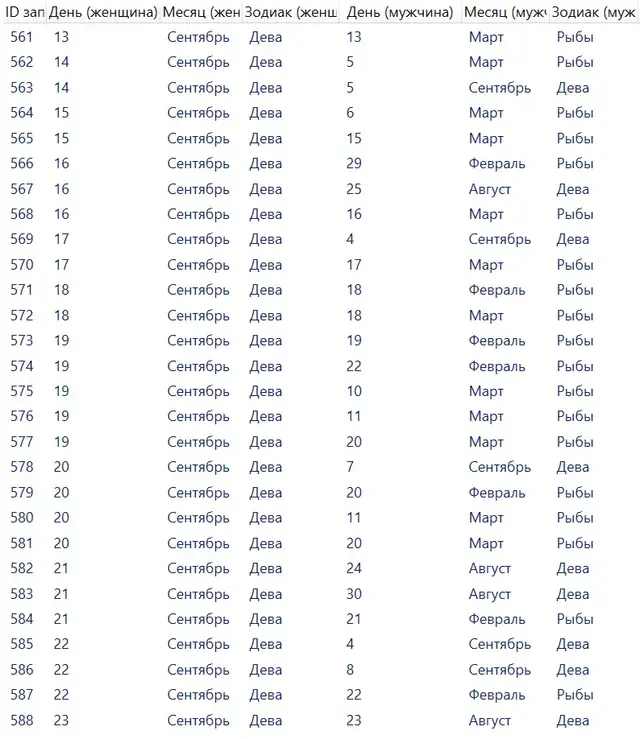 ID зап День (женщина) Месяц (жен Зодиак (женщ День (мужчина) Месяц (мужч Зодиак (муж
561 13 Сентябрь Дева 13 Март Рыбы
562 14 Сентябрь Дева 5 Март Рыбы
563 14 Сентябрь Дева 5 Сентябрь Дева
564 15 Сентябрь Дева 6 Март Рыбы
565 15 Сентябрь Дева 15 Март Рыбы
566 16 Сентябрь Дева 29 Февраль Рыбы
567 16 Сентябрь Дева 25 Август Дева
568 16 Сентябрь Дева 16 Март Рыбы
569 17 Сентябрь Дева 4 Сентябрь Дева
570 17 Сентябрь Дева 17 Март Рыбы
571 18 Сентябрь Дева 18 Февраль Рыбы
572 18 Сентябрь Дева 18 Март Рыбы
573 19 Сентябрь Дева 19 Февраль Рыбы
574 19 Сентябрь Дева 22 Февраль Рыбы
575 19 Сентябрь Дева 10 Март Рыбы
576 19 Сентябрь Дева 11 Март Рыбы
577 19 Сентябрь Дева 20 Март Рыбы
578 20 Сентябрь Дева 7 Сентябрь Дева
579 20 Сентябрь Дева 20 Февраль Рыбы
580 20 Сентябрь Дева 11 Март Рыбы
581 20 Сентябрь Дева 20 Март Рыбы
582 21 Сентябрь Дева 24 Август Дева
583 21 Сентябрь Дева 30 Август Дева
584 21 Сентябрь Дева 21 Февраль Рыбы
585 22 Сентябрь Дева 4 Сентябрь Дева
586 22 Сентябрь Дева 8 Сентябрь Дева
587 22 Сентябрь Дева 22 Февраль Рыбы
588 23 Сентябрь Дева 23 Август Дева